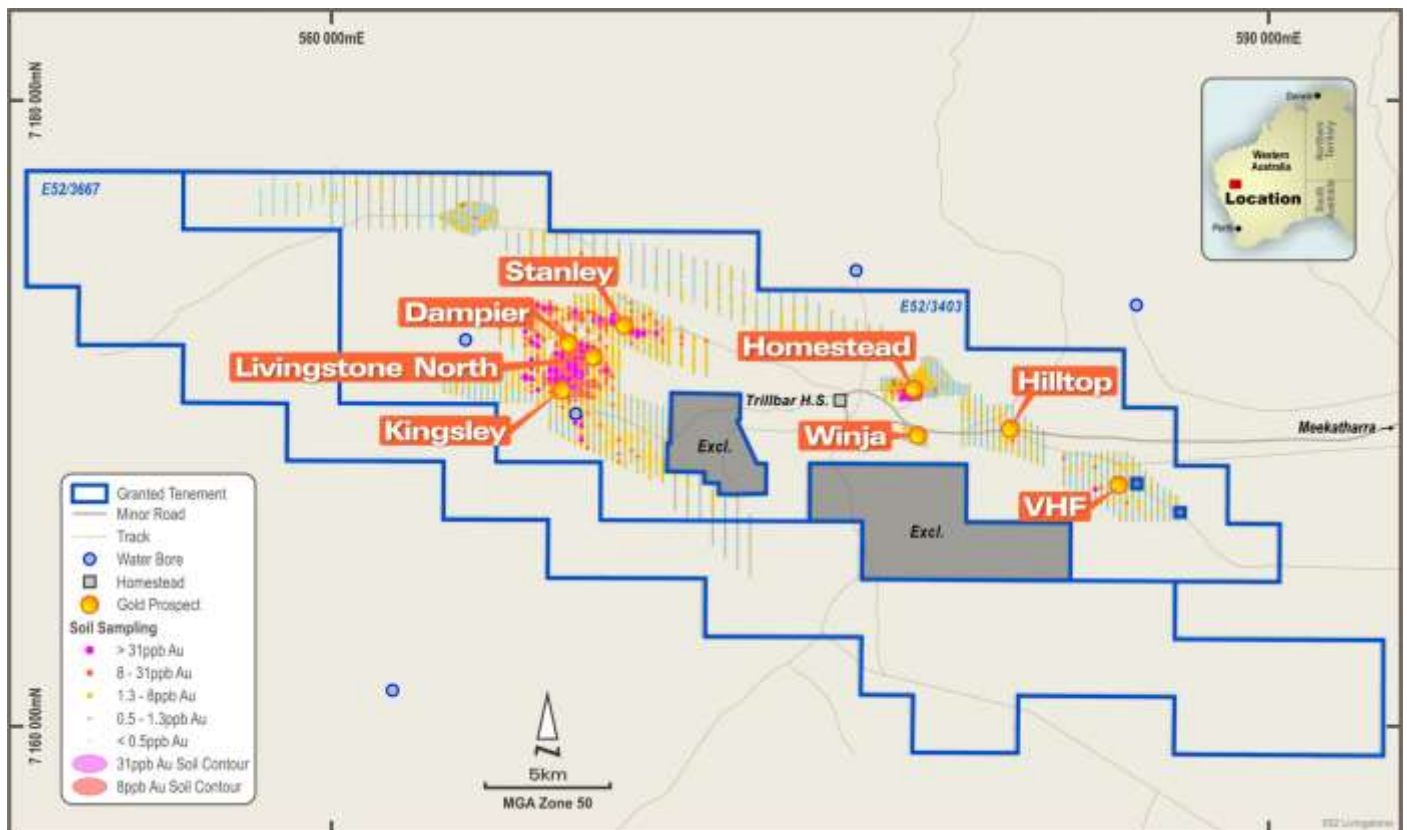 560 000mE
590 000mE
7 180 000mN
7 160 000mN
E52/3667
E52/3403
Stanley
Dampier
Livingstone North
Kingsley
Homestead
Hilltop
Winja
VHF
Trillbar H.S.
Meekatharra
Excl.
Excl.
Darwin
Western
Australia
Northern
Territory
South
Australia
Location
Perth
Granted Tenement
Minor Road
Track
Water Bore
Homestead
Gold Prospect
Soil Sampling
> 31ppb Au
8 - 31ppb Au
1.3 - 8ppb Au
0.5 - 1.3ppb Au
< 0.5ppb Au
31ppb Au Soil Contour
8ppb Au Soil Contour
N
5km
MGA Zone 50